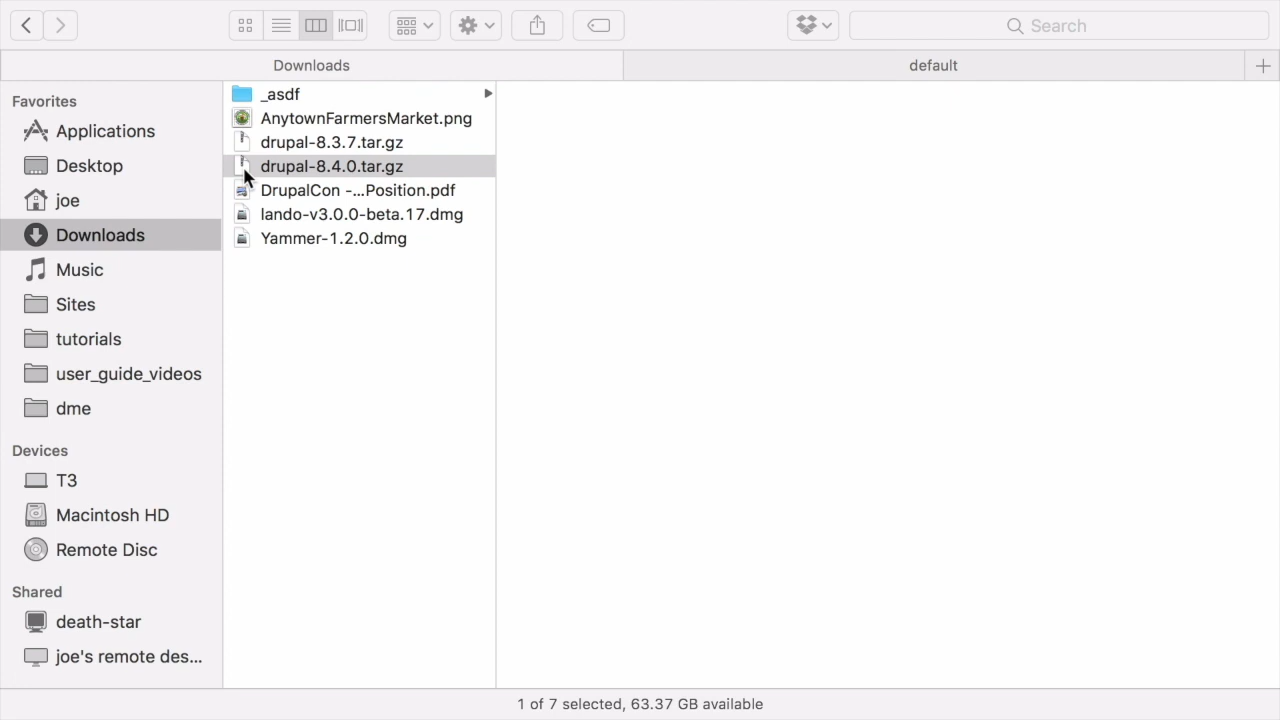 Search
Downloads
default
Favorites
Applications
Desktop
joe
Downloads
Music
Sites
tutorials
user_guide_videos
dme
Devices
T3
Macintosh HD
Remote Disc
Shared
death-star
joe's remote des...
_asdf
AnytownFarmersMarket.png
drupal-8.3.7.tar.gz
drupal-8.4.0.tar.gz
DrupalCon -...Position.pdf
lando-v3.0.0-beta.17.dmg
Yammer-1.2.0.dmg
1 of 7 selected, 63.37 GB available